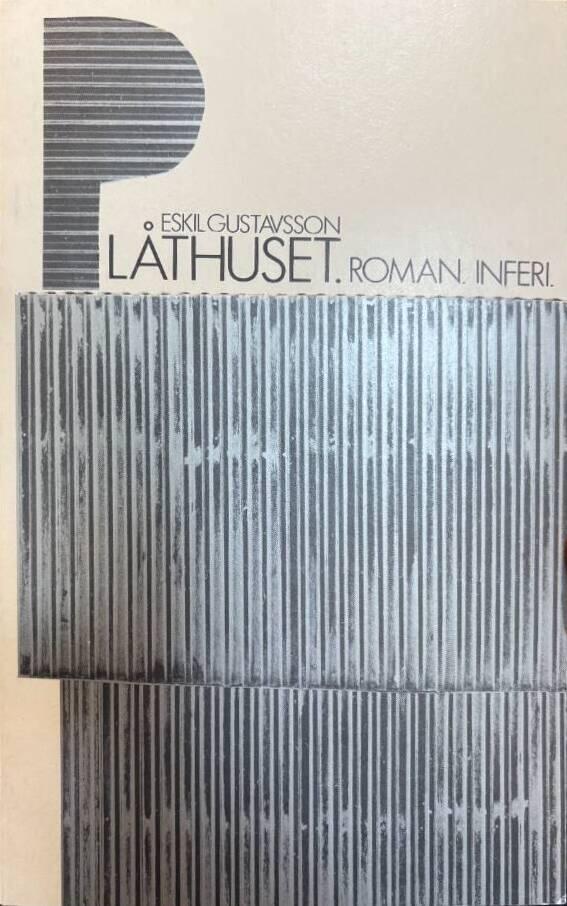 ESKIL GUSTAVSSON
PLÅTHUSET. ROMAN. INFERI.